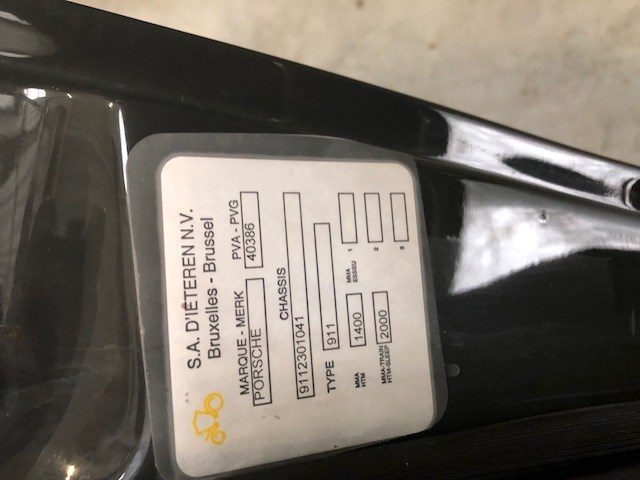 S.A. D'IÉTEREN N.V.
Bruxelles - Brussel
MARQUE - MERK
PVA - PVG
PORSCHE
40386
CHASSIS
9112301041
TYPE
911
MMA
HTM
1400
MMA
ESSIEU
1
2
3
MMA-TRAIN
HTM-SLEEP
2000